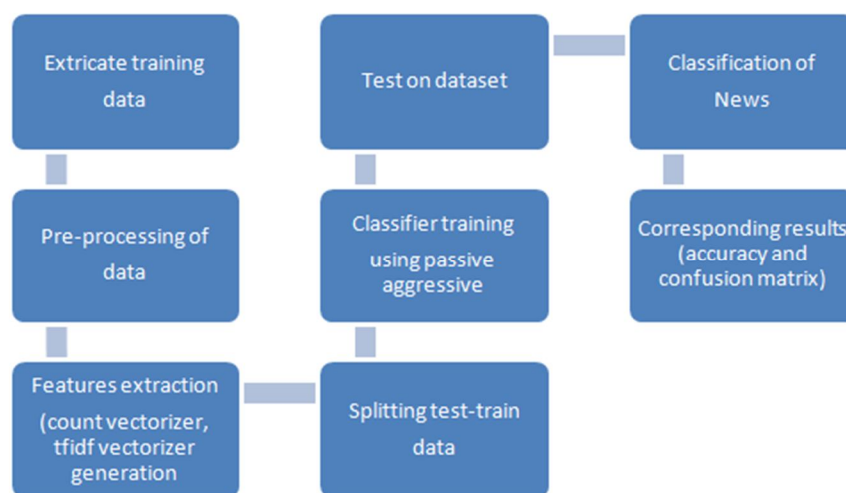 Extricate training
data
Pre-processing of
data
Features extraction
(count vectorizer,
tfidf vectorizer
generation
Splitting test-train
data
Classifier training
using passive
aggressive
Test on dataset
Classification of
News
Corresponding results
(accuracy and
confusion matrix)